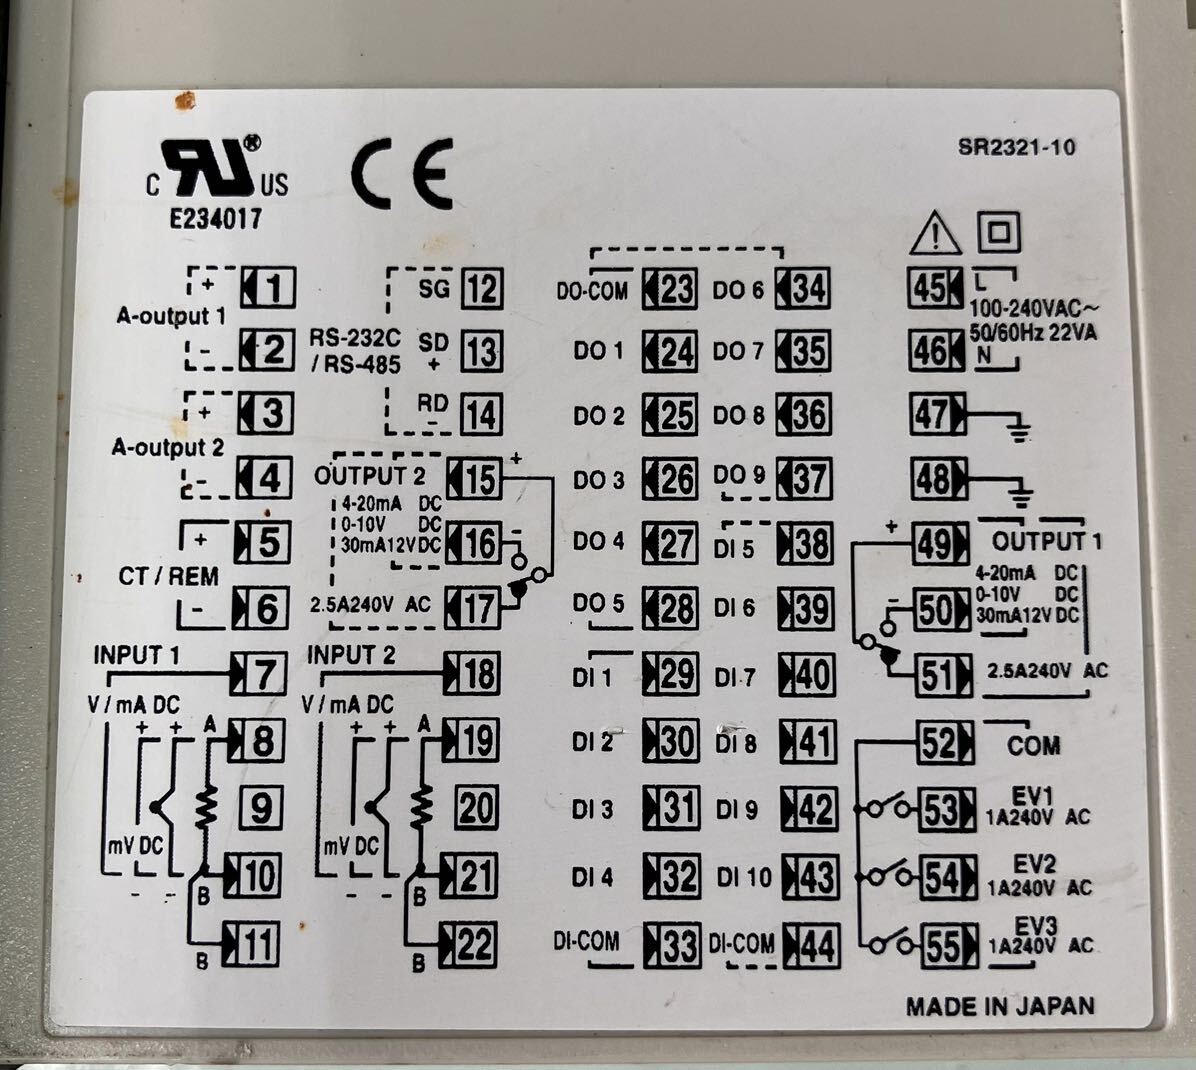 SR2321-10
C RU® US
E234017
CE
A-output 1
+ 1
- 2
A-output 2
+ 3
- 4
CT / REM
+ 5
- 6
INPUT 1
7
V / mA DC
+ + A 8
9
mV DC
- - B 10
B 11
RS-232C
/ RS-485
SG 12
SD
+ 13
RD
- 14
OUTPUT 2 15 +
4-20mA DC
0-10V DC
30mA12V DC 16 -
2.5A240V AC 17
INPUT 2
18
V / mA DC
+ + A 19
20
mV DC
- - B 21
B 22
DO-COM 23
DO 1 24
DO 2 25
DO 3 26
DO 4 27
DO 5 28
DI 1 29
DI 2 30
DI 3 31
DI 4 32
DI-COM 33
DO 6 34
DO 7 35
DO 8 36
DO 9 37
DI 5 38
DI 6 39
DI 7 40
DI 8 41
DI 9 42
DI 10 43
DI-COM 44
45 L
100-240VAC~
50/60Hz 22VA
46 N
47
48
+ 49 OUTPUT 1
4-20mA DC
0-10V DC
- 50 30mA12V DC
51 2.5A240V AC
52 COM
53 EV1
1A240V AC
54 EV2
1A240V AC
55 EV3
1A240V AC
MADE IN JAPAN